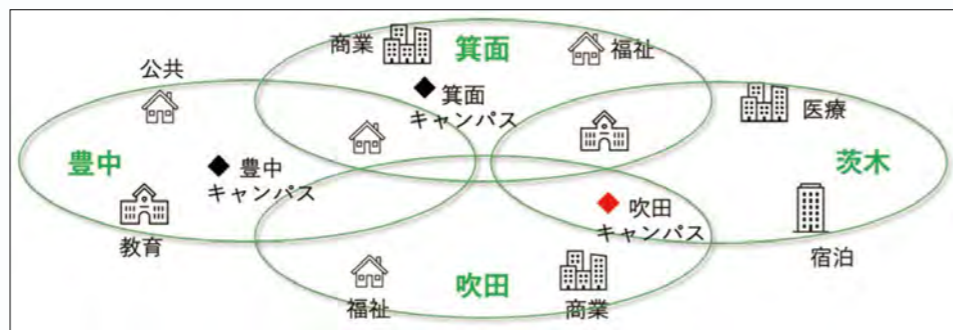 商業
箕面
福祉
公共
箕面
キャンパス
医療
豊中
豊中
キャンパス
茨木
吹田
キャンパス
教育
宿泊
福祉
吹田
商業